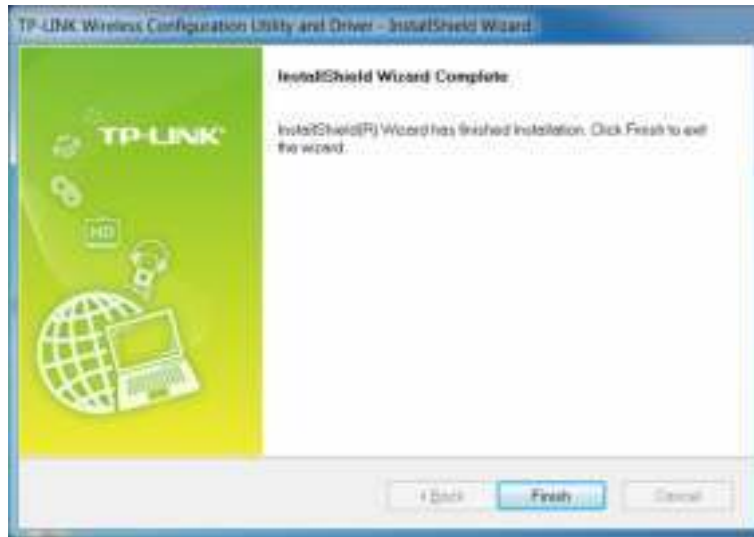 TP-LINK Wireless Configuration Utility and Driver - InstallShield Wizard
TP-LINK
InstallShield Wizard Complete
InstallShield(R) Wizard has finished installation. Click Finish to exit
the wizard.
HD
< Back
Finish
Cancel